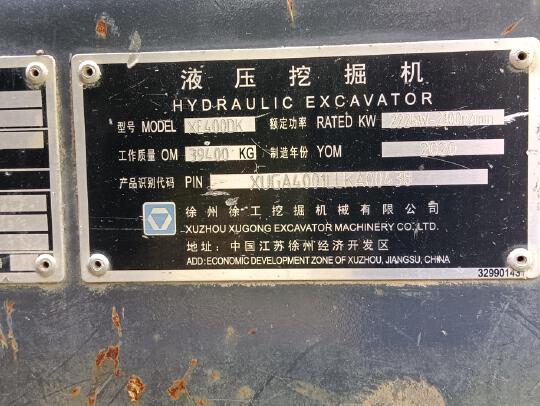 液压挖掘机
HYDRAULIC EXCAVATOR
型号 MODEL XE400DK 额定功率 RATED KW
工作质量 OM 39400 KG 制造年份 YOM 2020
产品识别代码 PIN
徐州徐工挖掘机械有限公司
XUZHOU XUGONG EXCAVATOR MACHINERY CO.,LTD.
地址：中国江苏徐州经济开发区
ADD:ECONOMIC DEVELOPMENT ZONE OF XUZHOU, JIANGSU, CHINA